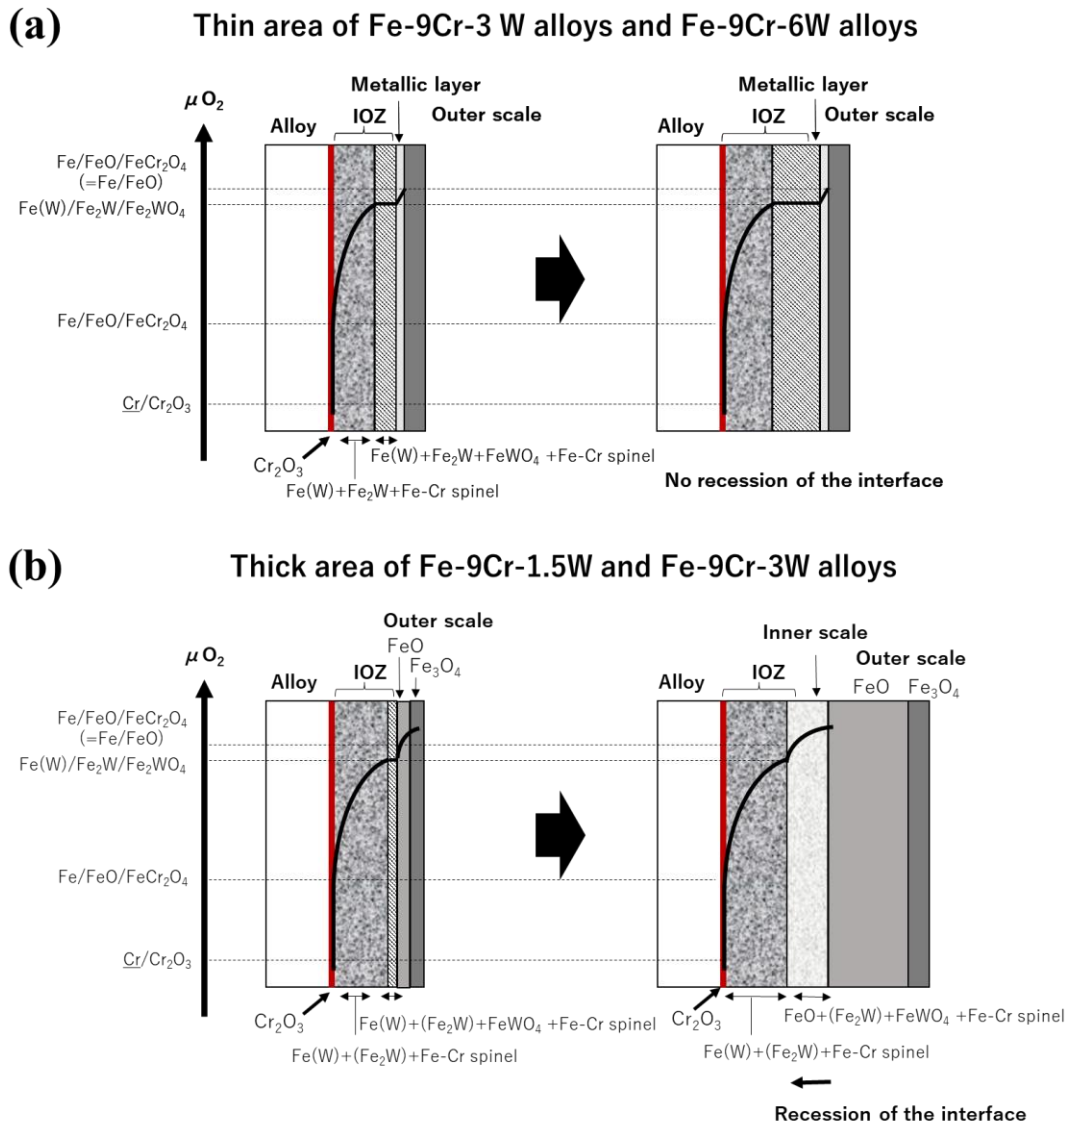 (a)
Thin area of Fe-9Cr-3 W alloys and Fe-9Cr-6W alloys
μO₂
Fe/FeO/FeCr₂O₄
(=Fe/FeO)
Fe(W)/Fe₂W/Fe₂WO₄
Fe/FeO/FeCr₂O₄
Cr/Cr₂O₃
Metallic layer
IOZ
Alloy
Outer scale
Cr₂O₃
Fe(W)+Fe₂W+FeWO₄ +Fe-Cr spinel
Fe(W)+Fe₂W+Fe-Cr spinel
Metallic layer
IOZ
Alloy
Outer scale
No recession of the interface
(b)
Thick area of Fe-9Cr-1.5W and Fe-9Cr-3W alloys
μO₂
Fe/FeO/FeCr₂O₄
(=Fe/FeO)
Fe(W)/Fe₂W/Fe₂WO₄
Fe/FeO/FeCr₂O₄
Cr/Cr₂O₃
Outer scale
FeO
Fe₃O₄
IOZ
Alloy
Cr₂O₃
Fe(W)+(Fe₂W)+FeWO₄ +Fe-Cr spinel
Fe(W)+(Fe₂W)+Fe-Cr spinel
Inner scale
Outer scale
IOZ
Alloy
FeO
Fe₃O₄
Cr₂O₃
FeO+(Fe₂W)+FeWO₄ +Fe-Cr spinel
Fe(W)+(Fe₂W)+Fe-Cr spinel
Recession of the interface